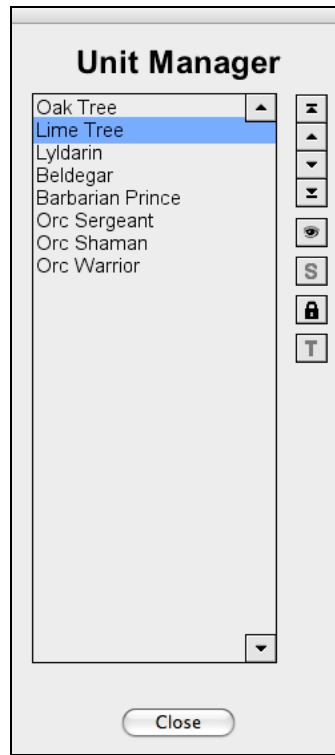 Unit Manager
Oak Tree
Lime Tree
Lyldarin
Beldegar
Barbarian Prince
Orc Sergeant
Orc Shaman
Orc Warrior
S
T
Close